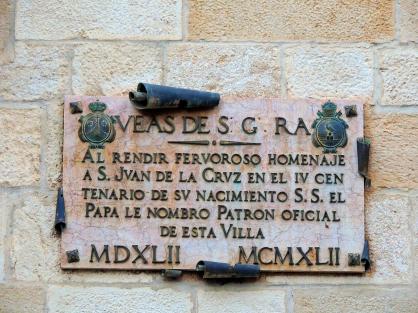 VEAS DE S. G. RA
AL RENDIR FERVOROSO HOMENAJE
A S. JVAN DE LA CRVZ EN EL IV CEN
TENARIO DE SV NACIMIENTO S. S. EL
PAPA LE NOMBRO PATRON OFICIAL
DE ESTA VILLA
MDXLII MCMXLII